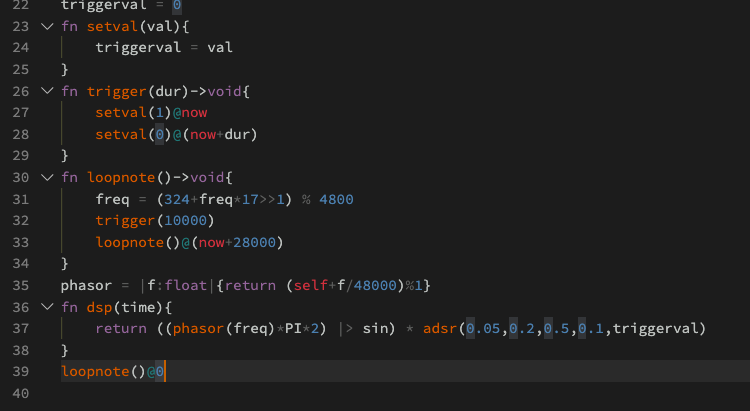 22 triggerval = 0
23 fn setval(val){
24 triggerval = val
25 }
26 fn trigger(dur)->void{
27 setval(1)@now
28 setval(0)@(now+dur)
29 }
30 fn loopnote()->void{
31 freq = (324+freq*17>>1) % 4800
32 trigger(10000)
33 loopnote()@(now+28000)
34 }
35 phasor = |f:float|{return (self+f/48000)%1}
36 fn dsp(time){
37 return ((phasor(freq)*PI*2) |> sin) * adsr(0.05,0.2,0.5,0.1,triggerval)
38 }
39 loopnote()@0
40